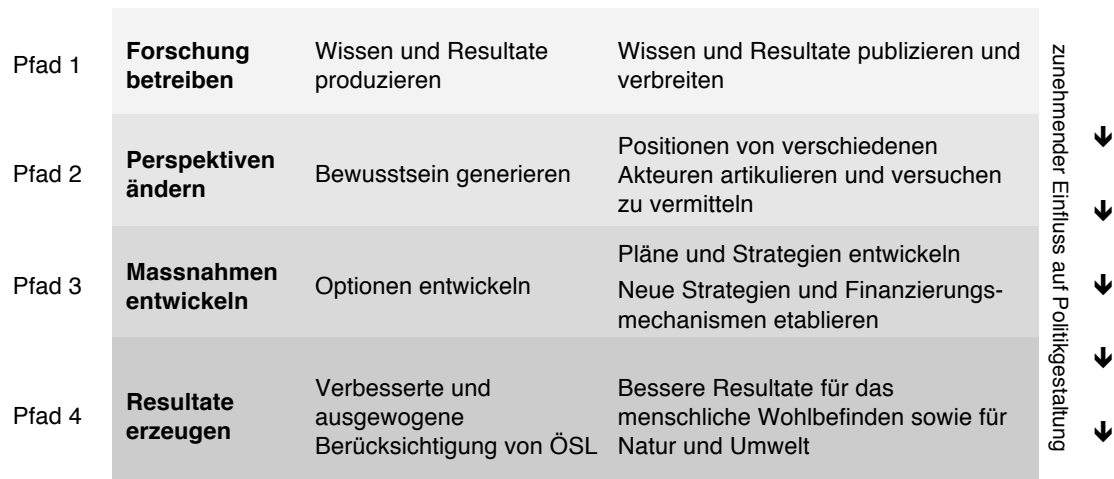 Pfad 1
Forschung
betreiben
Wissen und Resultate
produzieren
Wissen und Resultate publizieren und
verbreiten
Pfad 2
Perspektiven
ändern
Bewusstsein generieren
Positionen von verschiedenen
Akteuren artikulieren und versuchen
zu vermitteln
Pfad 3
Massnahmen
entwickeln
Optionen entwickeln
Pläne und Strategien entwickeln
Neue Strategien und Finanzierungs-
mechanismen etablieren
Pfad 4
Resultate
erzeugen
Verbesserte und
ausgewogene
Berücksichtigung von ÖSL
Bessere Resultate für das
menschliche Wohlbefinden sowie für
Natur und Umwelt
zunehmender Einfluss auf Politikgestaltung